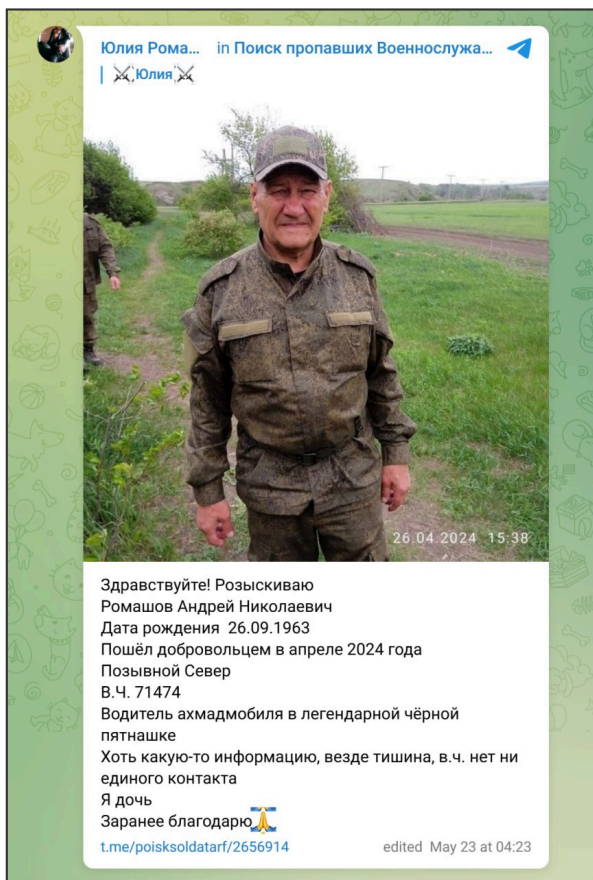 Юлия Рома... in Поиск пропавших Военнослужа...
Юлия
26.04.2024 15:38
Здравствуйте! Розыскиваю
Ромашов Андрей Николаевич
Дата рождения 26.09.1963
Пошёл добровольцем в апреле 2024 года
Позывной Север
В.Ч. 71474
Водитель ахмадмобиля в легендарной чёрной
пятнашке
Хоть какую-то информацию, везде тишина, в.ч. нет ни
единого контакта
Я дочь
Заранее благодарю
t.me/poisksoldatarf/2656914 edited May 23 at 04:23